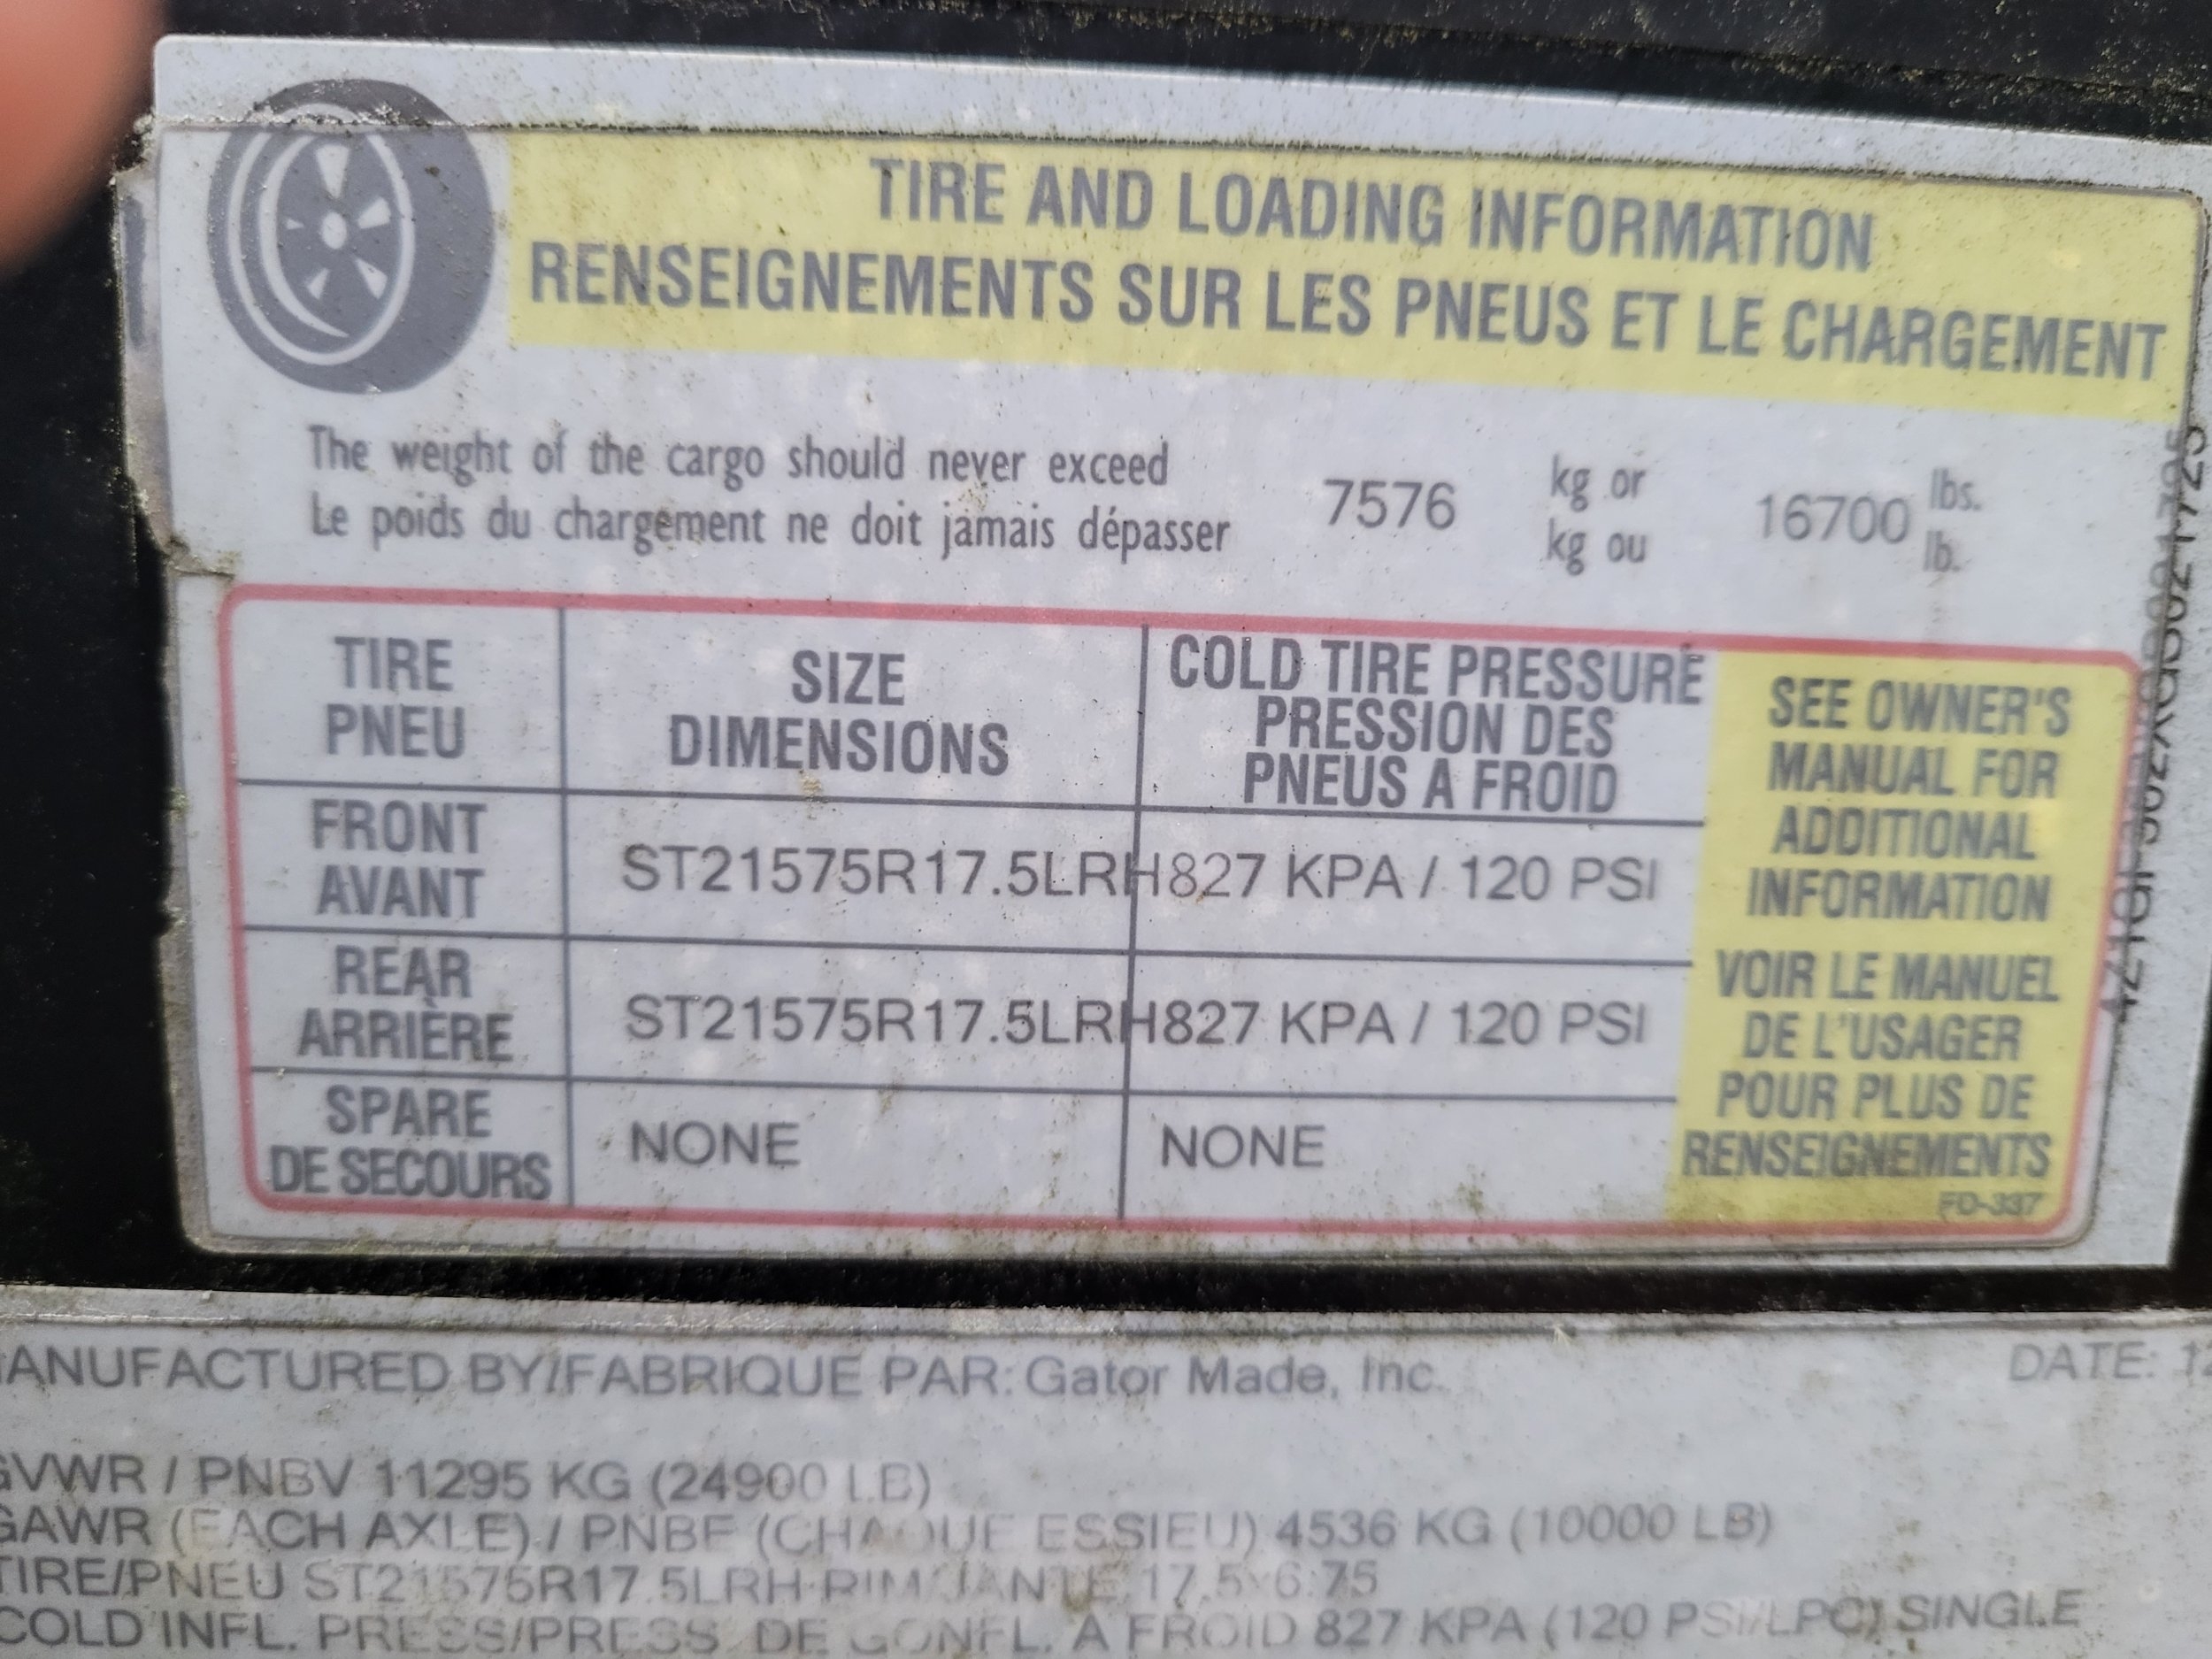 TIRE AND LOADING INFORMATION
RENSEIGNEMENTS SUR LES PNEUS ET LE CHARGEMENT
The weight of the cargo should never exceed 7576 kg or 16700 lbs.
Le poids du chargement ne doit jamais dépasser kg ou lb.
TIRE
PNEU
SIZE
DIMENSIONS
COLD TIRE PRESSURE
PRESSION DES
PNEUS A FROID
FRONT
AVANT
ST21575R17.5LRH
827 KPA / 120 PSI
REAR
ARRIÈRE
ST21575R17.5LRH
827 KPA / 120 PSI
SPARE
DE SECOURS
NONE
NONE
SEE OWNER'S
MANUAL FOR
ADDITIONAL
INFORMATION
VOIR LE MANUEL
DE L'USAGER
POUR PLUS DE
RENSEIGNEMENTS
FD-337
ANUFACTURED BY/FABRIQUE PAR: Gator Made, Inc. DATE: 12
GVWR / PNBV 11295 KG (24900 LB)
GAWR (EACH AXLE) / PNBE (CHAQUE ESSIEU) 4536 KG (10000 LB)
TIRE/PNEU ST21575R17.5LRH RIM/JANTE 17.5x6.75
COLD INFL. PRESS/PRESS. DE GONFL. A FROID 827 KPA (120 PSI/LPC) SINGLE